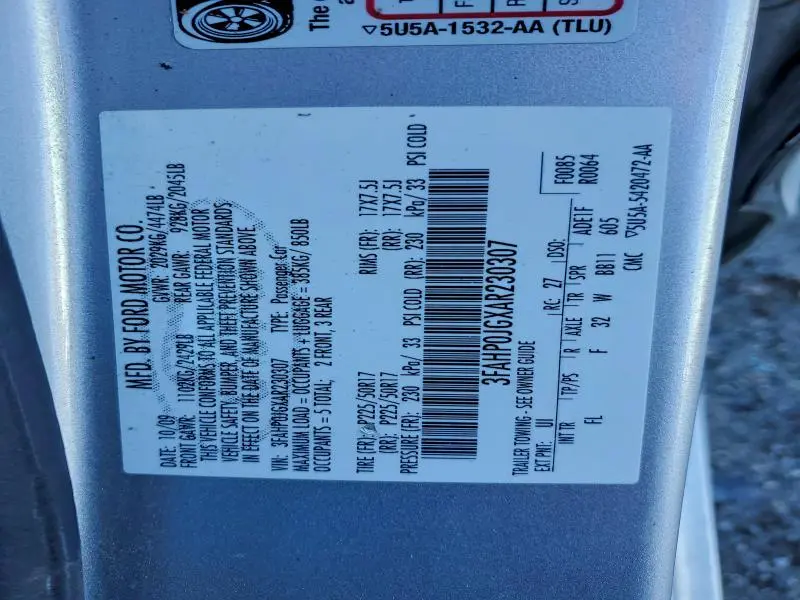 The
5U5A-1532-AA (TLU)
MFD. BY FORD MOTOR CO.
DATE: 10/09 GVWR: 2029KG/4474LB
FRONT GAWR: 1102KG/2429LB REAR GAWR: 928KG/2045LB
THIS VEHICLE CONFORMS TO ALL APPLICABLE FEDERAL MOTOR
VEHICLE SAFETY, BUMPER, AND THEFT PREVENTION STANDARDS
IN EFFECT ON THE DATE OF MANUFACTURE SHOWN ABOVE
VIN: 3FAHP0JGXAR230307 TYPE: Passenger Car
MAXIMUM LOAD = OCCUPANTS + LUGGAGE = 385KG/ 850LB
OCCUPANTS = 5 TOTAL; 2 FRONT, 3 REAR
TIRE (FR): P225/50R17 RIMS (FR): 17X7.5J
(RR): P225/50R17 (RR): 17X7.5J
PRESSURE (FR): 230 kPa/ 33 PSI COLD (RR): 230 kPa/ 33 PSI COLD
3FAHP0JGXAR230307
TRAILER TOWING - SEE OWNER GUIDE F0085
EXT PNT: UI RC: 27 DSO: R0064
INT TR TP/PS R AXLE TR SPR ADE1F
FL F 32 W BB11 605
CMC 5U5A-5420472-AA